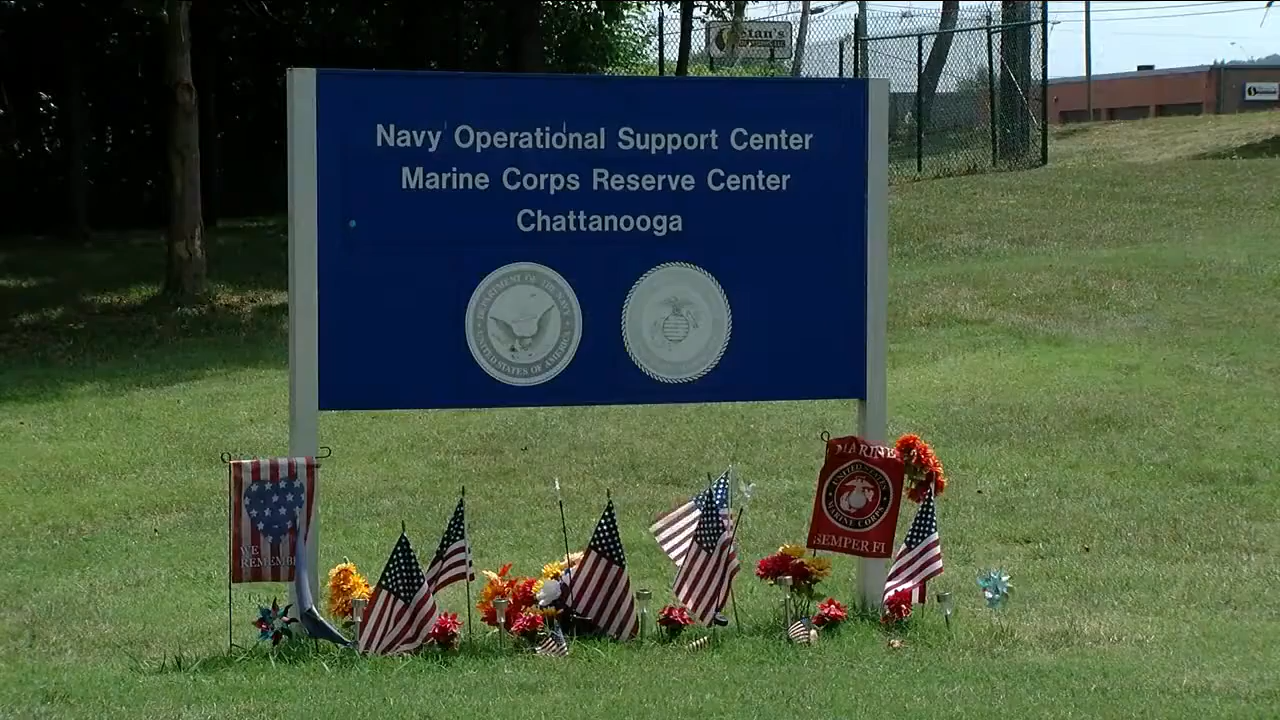 Navy Operational Support Center
Marine Corps Reserve Center
Chattanooga
DEPARTMENT OF THE NAVY
UNITED STATES OF AMERICA
WE
REMEMBE
MARINE
UNITED STATES
MARINE CORPS
SEMPER FI